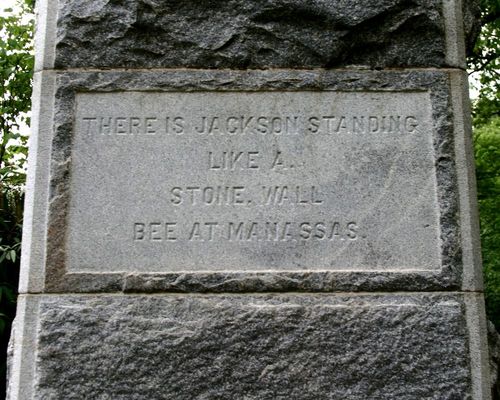 THERE IS JACKSON STANDING
LIKE A.
STONE. WALL
BEE AT MANASSAS.